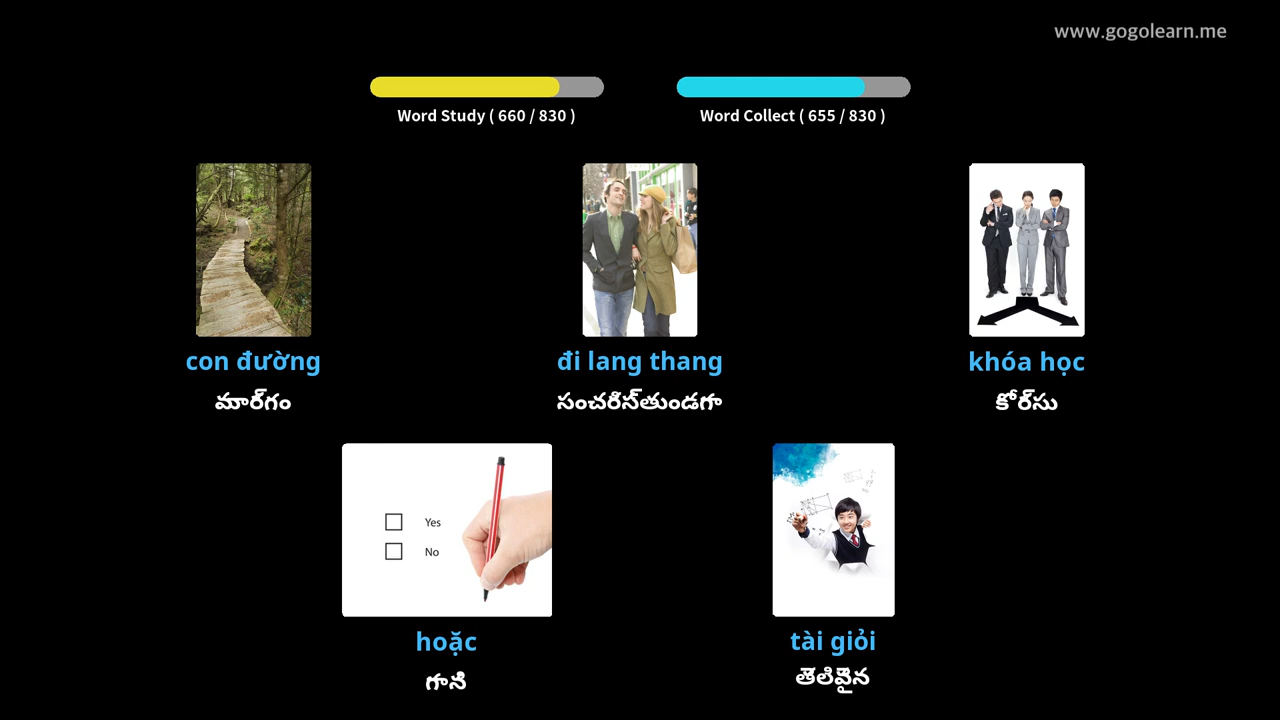 www.gogolearn.me
Word Study ( 660 / 830 )
Word Collect ( 655 / 830 )
con đường
đi lang thang
khóa học
మార్గం
సంచరిన్తుండగా
కోర్సు
Yes
No
hoặc
tài giỏi
గానీ
తెలివైన